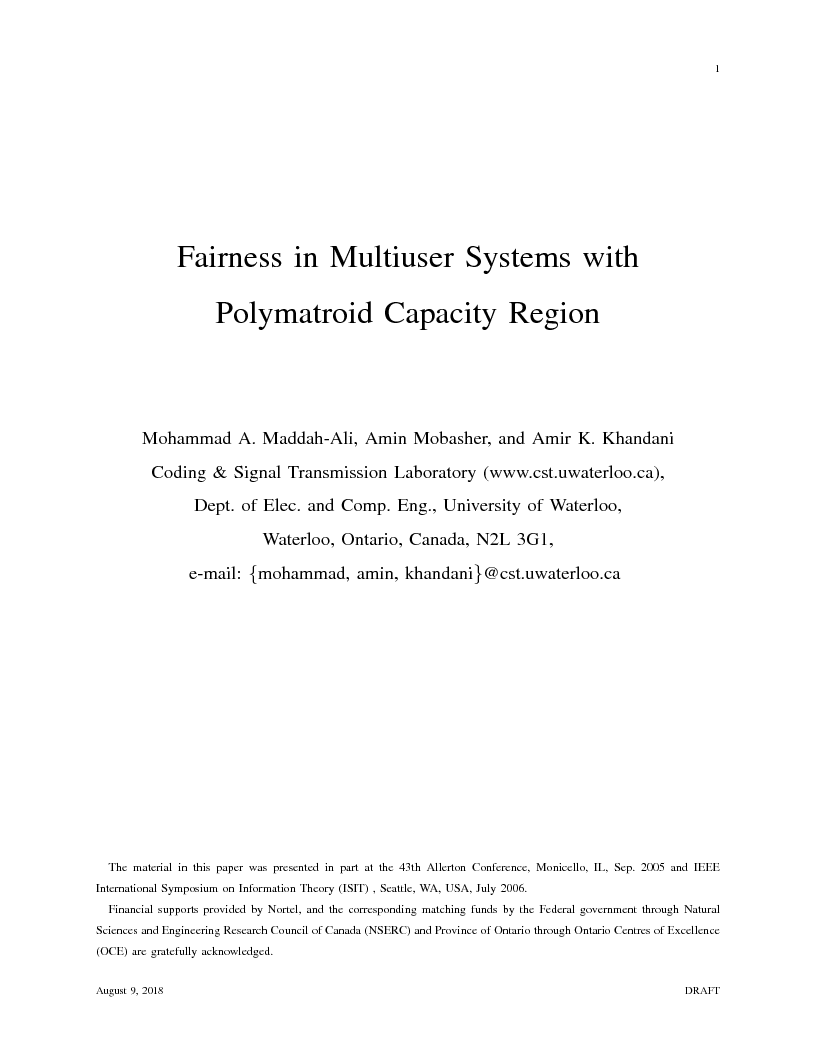 1
Fairness in Multiuser Systems with
Polymatroid Capacity Region
Mohammad A. Maddah-Ali, Amin Mobasher, and Amir K. Khandani
Coding & Signal Transmission Laboratory (www.cst.uwaterloo.ca),
Dept. of Elec. and Comp. Eng., University of Waterloo,
Waterloo, Ontario, Canada, N2L 3G1,
e-mail: {mohammad, amin, khandani}@cst.uwaterloo.ca
The material in this paper was presented in part at the 43th Allerton Conference, Monicello, IL, Sep. 2005 and IEEE
International Symposium on Information Theory (ISIT) , Seattle, WA, USA, July 2006.
Financial supports provided by Nortel, and the corresponding matching funds by the Federal government through Natural
Sciences and Engineering Research Council of Canada (NSERC) and Province of Ontario through Ontario Centres of Excellence
(OCE) are gratefully acknowledged.
August 9, 2018 DRAFT